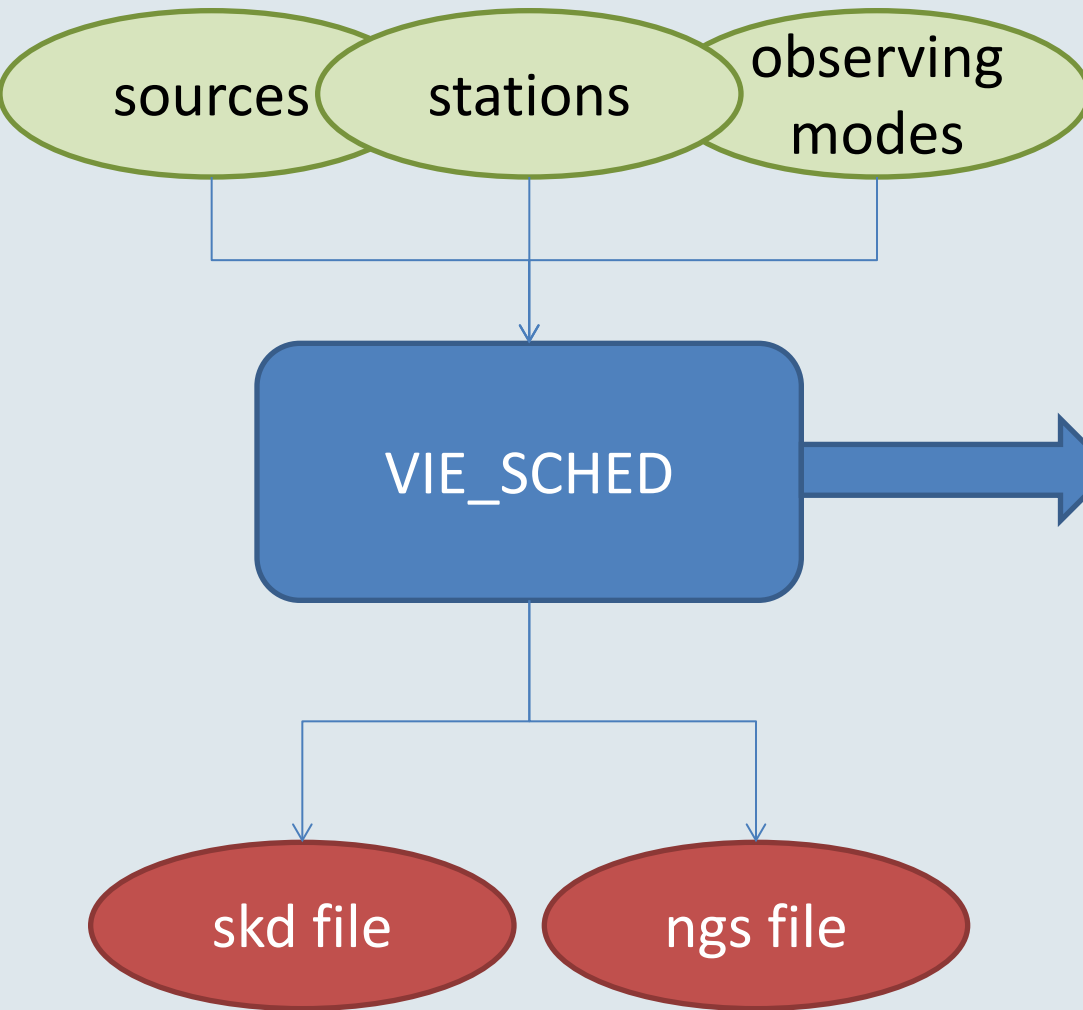 sources
stations
observing
modes
VIE_SCHED
skd file
ngs file